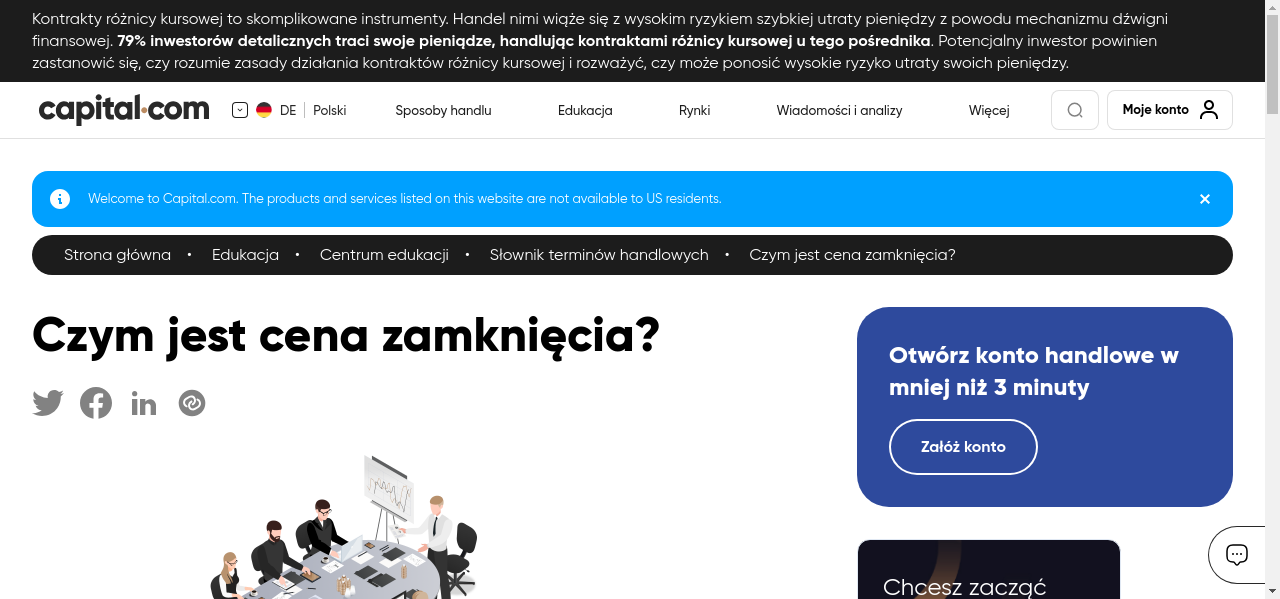 Kontrakty różnicy kursowej to skomplikowane instrumenty. Handel nimi wiąże się z wysokim ryzykiem szybkiej utraty pieniędzy z powodu mechanizmu dźwigni
finansowej. 79% inwestorów detalicznych traci swoje pieniądze, handlując kontraktami różnicy kursowej u tego pośrednika. Potencjalny inwestor powinien
zastanowić się, czy rozumie zasady działania kontraktów różnicy kursowej i rozważyć, czy może ponosić wysokie ryzyko utraty swoich pieniędzy.
capital.com DE Polski Sposoby handlu Edukacja Rynki Wiadomości i analizy Więcej Moje konto
Welcome to Capital.com. The products and services listed on this website are not available to US residents.
Strona główna • Edukacja • Centrum edukacji • Słownik terminów handlowych • Czym jest cena zamknięcia?
Czym jest cena zamknięcia?
Otwórz konto handlowe w
mniej niż 3 minuty
Załóż konto
Chcesz zacząć